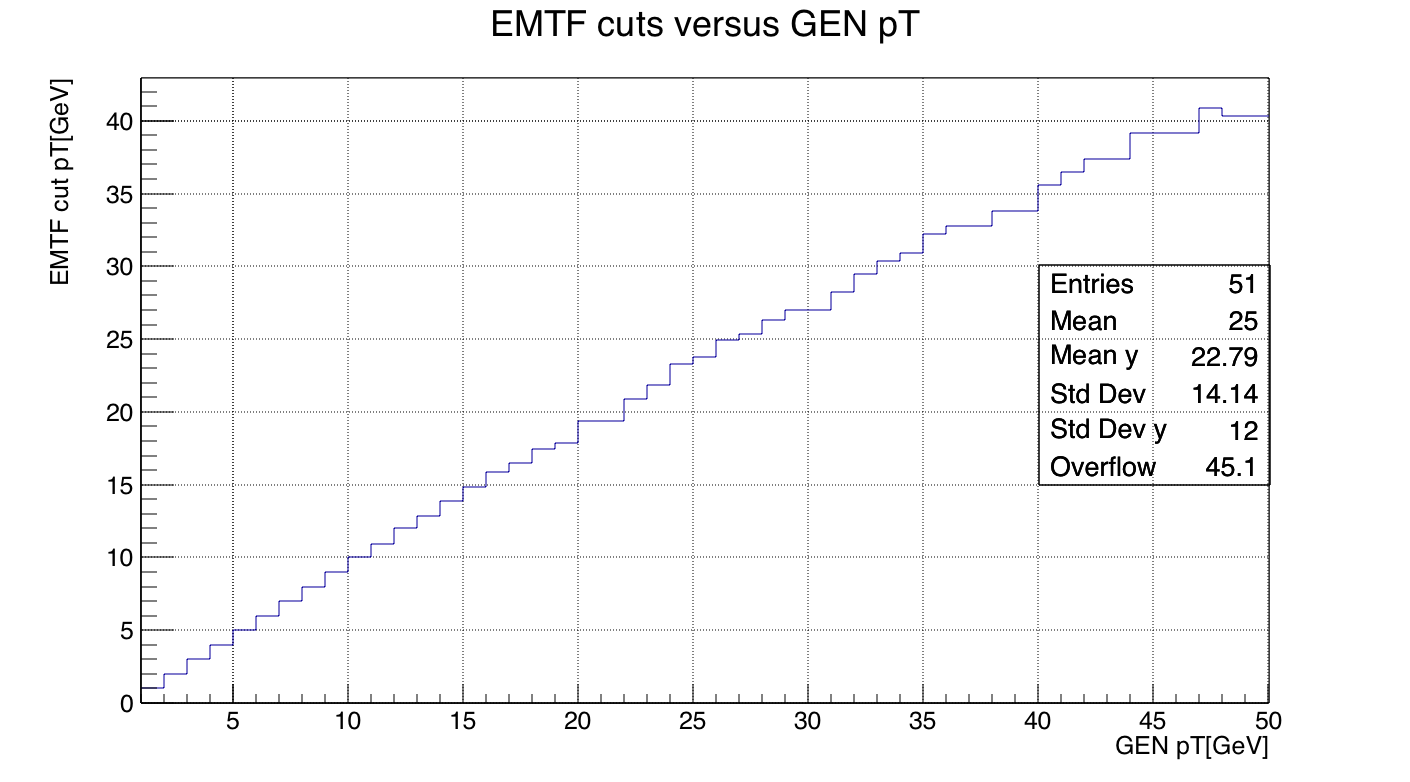 EMTF cuts versus GEN pT
EMTF cut pT[GeV]
40
35
30
25
20
15
10
5
0
Entries 51
Mean 25
Mean y 22.79
Std Dev 14.14
Std Dev y 12
Overflow 45.1
5 10 15 20 25 30 35 40 45 50
GEN pT[GeV]